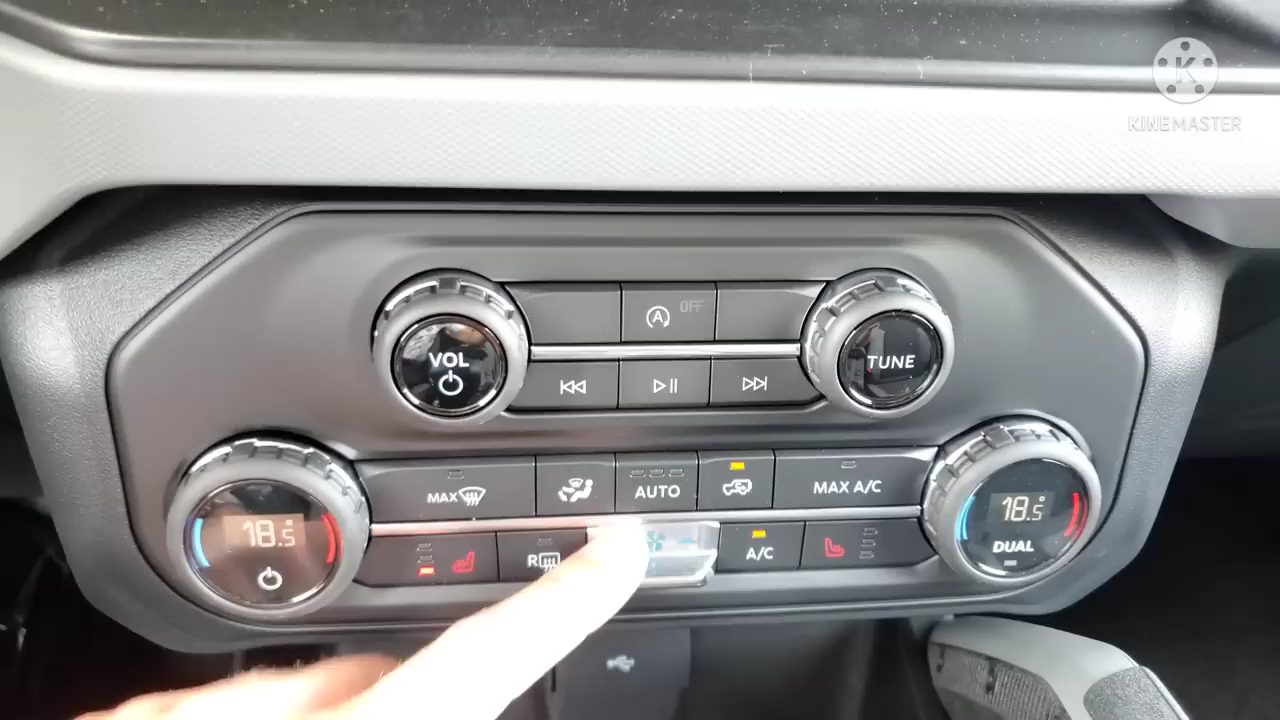 KINEMASTER
OFF
VOL
TUNE
MAX
AUTO
MAX A/C
18.5
R
A/C
18.5
DUAL